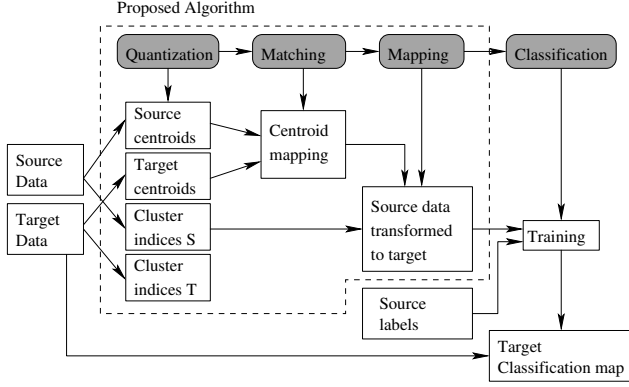 Proposed Algorithm
Quantization
Matching
Mapping
Classification
Source
centroids
Centroid
mapping
Source
Data
Target
centroids
Target
Data
Cluster
indices S
Source data
transformed
to target
Training
Cluster
indices T
Source
labels
Target
Classification map